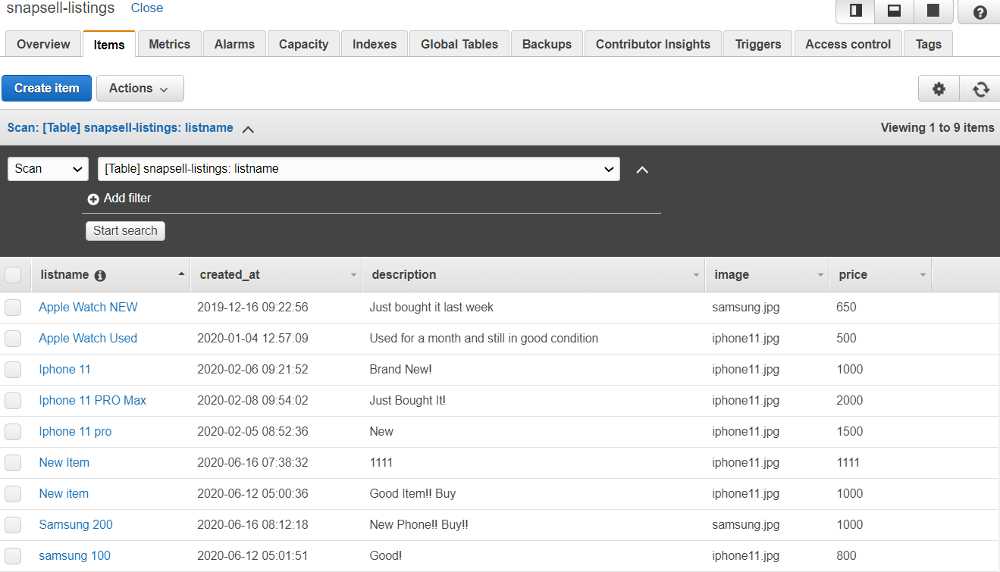 snapsell-listings Close
Overview Items Metrics Alarms Capacity Indexes Global Tables Backups Contributor Insights Triggers Access control Tags
Create item Actions
Scan: [Table] snapsell-listings: listname Viewing 1 to 9 items
Scan [Table] snapsell-listings: listname
Add filter
Start search
listname created_at description image price
Apple Watch NEW 2019-12-16 09:22:56 Just bought it last week samsung.jpg 650
Apple Watch Used 2020-01-04 12:57:09 Used for a month and still in good condition iphone11.jpg 500
Iphone 11 2020-02-06 09:21:52 Brand New! iphone11.jpg 1000
Iphone 11 PRO Max 2020-02-08 09:54:02 Just Bought It! iphone11.jpg 2000
Iphone 11 pro 2020-02-05 08:52:36 New iphone11.jpg 1500
New Item 2020-06-16 07:38:32 1111 iphone11.jpg 1111
New item 2020-06-12 05:00:36 Good Item!! Buy iphone11.jpg 1000
Samsung 200 2020-06-16 08:12:18 New Phone!! Buy!! samsung.jpg 1000
samsung 100 2020-06-12 05:01:51 Good! iphone11.jpg 800